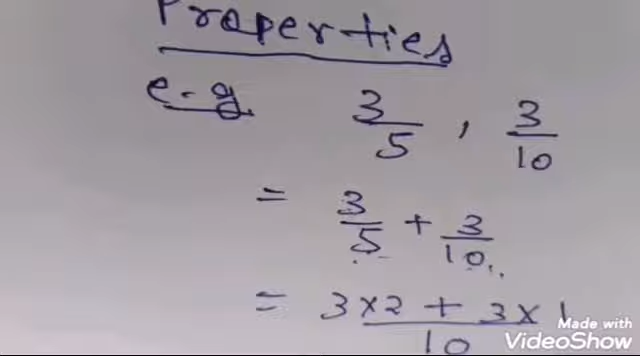 Properties
e.g. 3/5 , 3/10
= 3/5 + 3/10
= 3×2 + 3×1/10
Made with
VideoShow